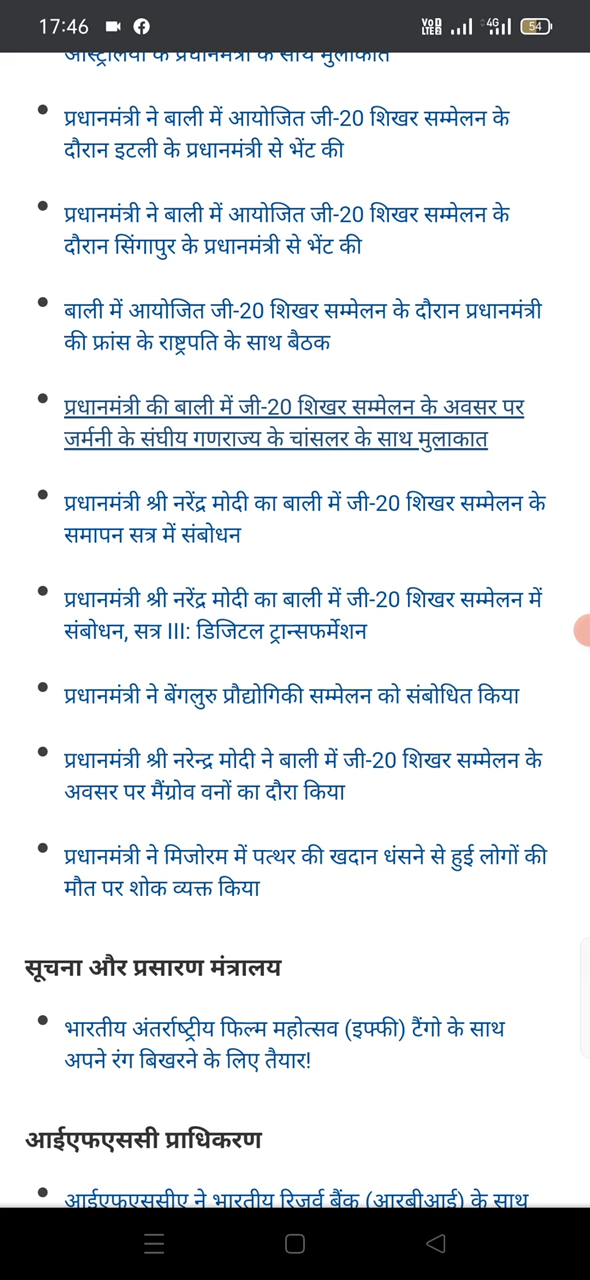 17:46
VoD LTE2 4G 54
आस्ट्रेलिया के प्रधानमंत्री के साथ मुलाकात
प्रधानमंत्री ने बाली में आयोजित जी-20 शिखर सम्मेलन के
दौरान इटली के प्रधानमंत्री से भेंट की
प्रधानमंत्री ने बाली में आयोजित जी-20 शिखर सम्मेलन के
दौरान सिंगापुर के प्रधानमंत्री से भेंट की
बाली में आयोजित जी-20 शिखर सम्मेलन के दौरान प्रधानमंत्री
की फ्रांस के राष्ट्रपति के साथ बैठक
प्रधानमंत्री की बाली में जी-20 शिखर सम्मेलन के अवसर पर
जर्मनी के संघीय गणराज्य के चांसलर के साथ मुलाकात
प्रधानमंत्री श्री नरेंद्र मोदी का बाली में जी-20 शिखर सम्मेलन के
समापन सत्र में संबोधन
प्रधानमंत्री श्री नरेंद्र मोदी का बाली में जी-20 शिखर सम्मेलन में
संबोधन, सत्र III: डिजिटल ट्रान्सफर्मेशन
प्रधानमंत्री ने बेंगलुरु प्रौद्योगिकी सम्मेलन को संबोधित किया
प्रधानमंत्री श्री नरेन्द्र मोदी ने बाली में जी-20 शिखर सम्मेलन के
अवसर पर मैंग्रोव वनों का दौरा किया
प्रधानमंत्री ने मिजोरम में पत्थर की खदान धंसने से हुई लोगों की
मौत पर शोक व्यक्त किया
सूचना और प्रसारण मंत्रालय
भारतीय अंतर्राष्ट्रीय फिल्म महोत्सव (इफ्फी) टैंगो के साथ
अपने रंग बिखरने के लिए तैयार!
आईएफएससी प्राधिकरण
आईएफएससीए ने भारतीय रिजर्व बैंक (आरबीआई) के साथ